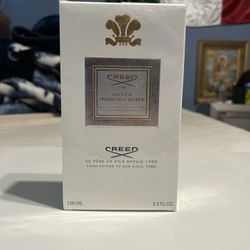 CREED
SILVER
MOUNTAIN WATER
CREED
DE PÈRE EN FILS DEPUIS 1760
FROM FATHER TO SON SINCE 1760
100 ML
3.3 FL.OZ.